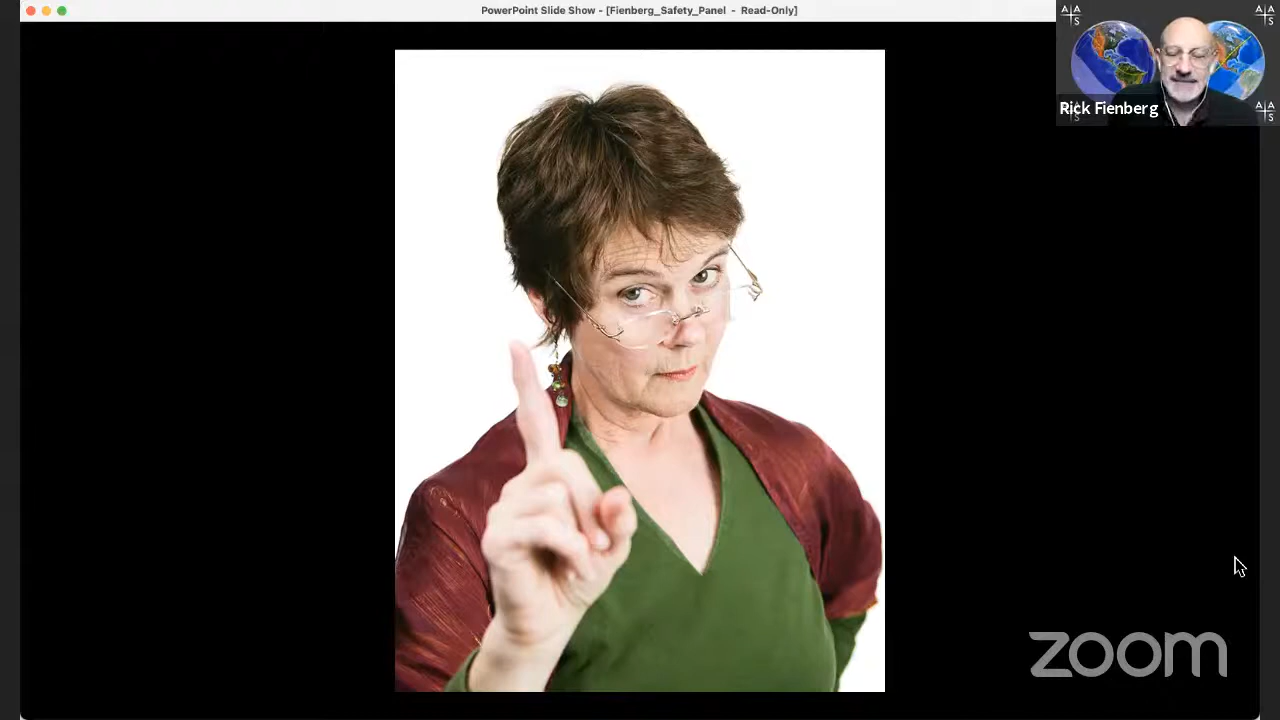 PowerPoint Slide Show - [Fienberg_Safety_Panel - Read-Only]
A A
S S
Rick Fienberg
A A
S S
zoom